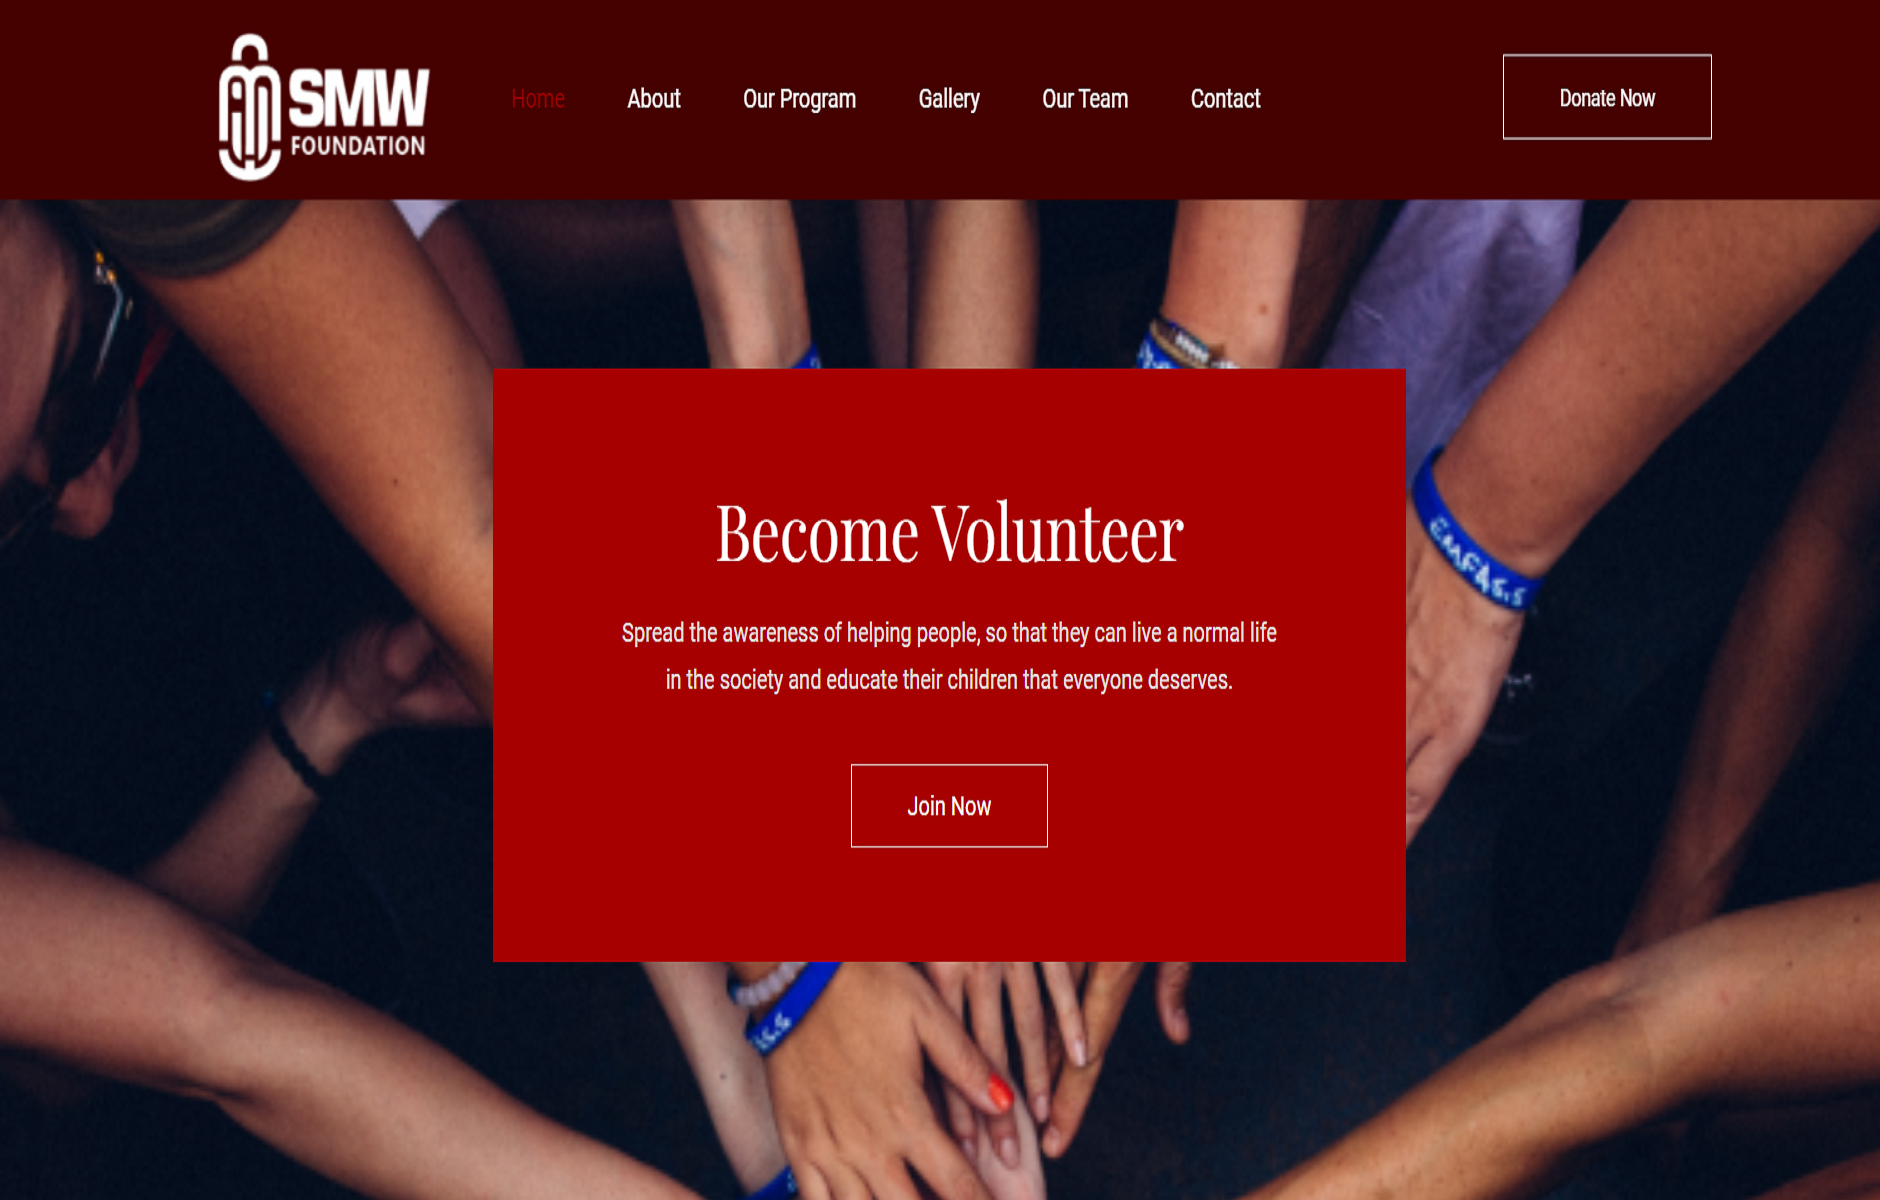 SMW
FOUNDATION
Home
About
Our Program
Gallery
Our Team
Contact
Donate Now
EMFAS.S
Become Volunteer
Spread the awareness of helping people, so that they can live a normal life
in the society and educate their children that everyone deserves.
Join Now